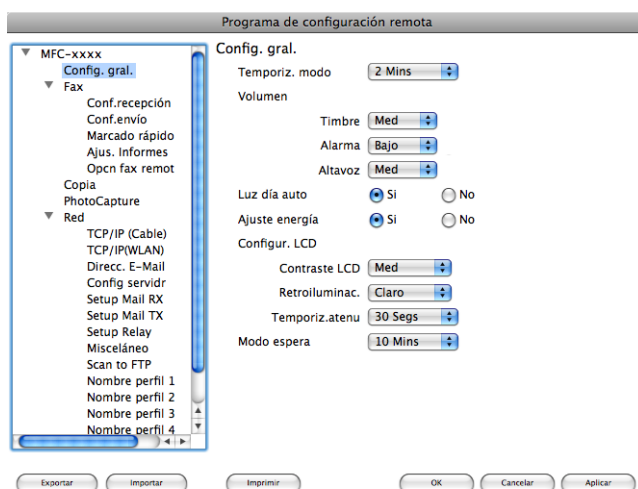 Programa de configuración remota
MFC-xxxx
Config. gral.
Fax
Conf.recepción
Conf.envío
Marcado rápido
Ajus. Informes
Opcn fax remot
Copia
PhotoCapture
Red
TCP/IP (Cable)
TCP/IP(WLAN)
Direcc. E-Mail
Config servidr
Setup Mail RX
Setup Mail TX
Setup Relay
Misceláneo
Scan to FTP
Nombre perfil 1
Nombre perfil 2
Nombre perfil 3
Nombre perfil 4
Config. gral.
Temporiz. modo 2 Mins
Volumen
Timbre Med
Alarma Bajo
Altavoz Med
Luz día auto Si No
Ajuste energía Si No
Configur. LCD
Contraste LCD Med
Retroiluminac. Claro
Temporiz.atenu 30 Segs
Modo espera 10 Mins
Exportar Importar Imprimir OK Cancelar Aplicar